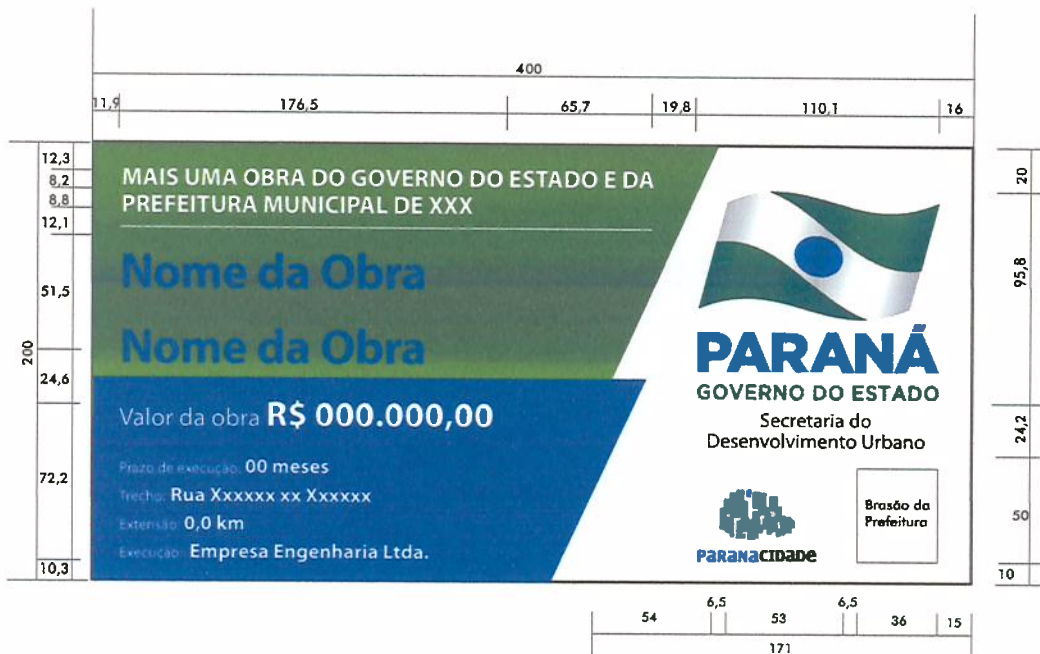 400
11,9 176,5 65,7 19,8 110,1 16
12,3
8,2
8,8
12,1
51,5
200
24,6
72,2
10,3
MAIS UMA OBRA DO GOVERNO DO ESTADO E DA
PREFEITURA MUNICIPAL DE XXX
Nome da Obra
Nome da Obra
Valor da obra R$ 000.000,00
Prazo de execução: 00 meses
Trecho: Rua Xxxxxx xx Xxxxxx
Extensão: 0,0 km
Execução: Empresa Engenharia Ltda.
PARANÁ
GOVERNO DO ESTADO
Secretaria do
Desenvolvimento Urbano
PARANACIDADE
Brasão da
Prefeitura
20
95,8
24,2
50
10
54 6,5 53 6,5 36 15
171